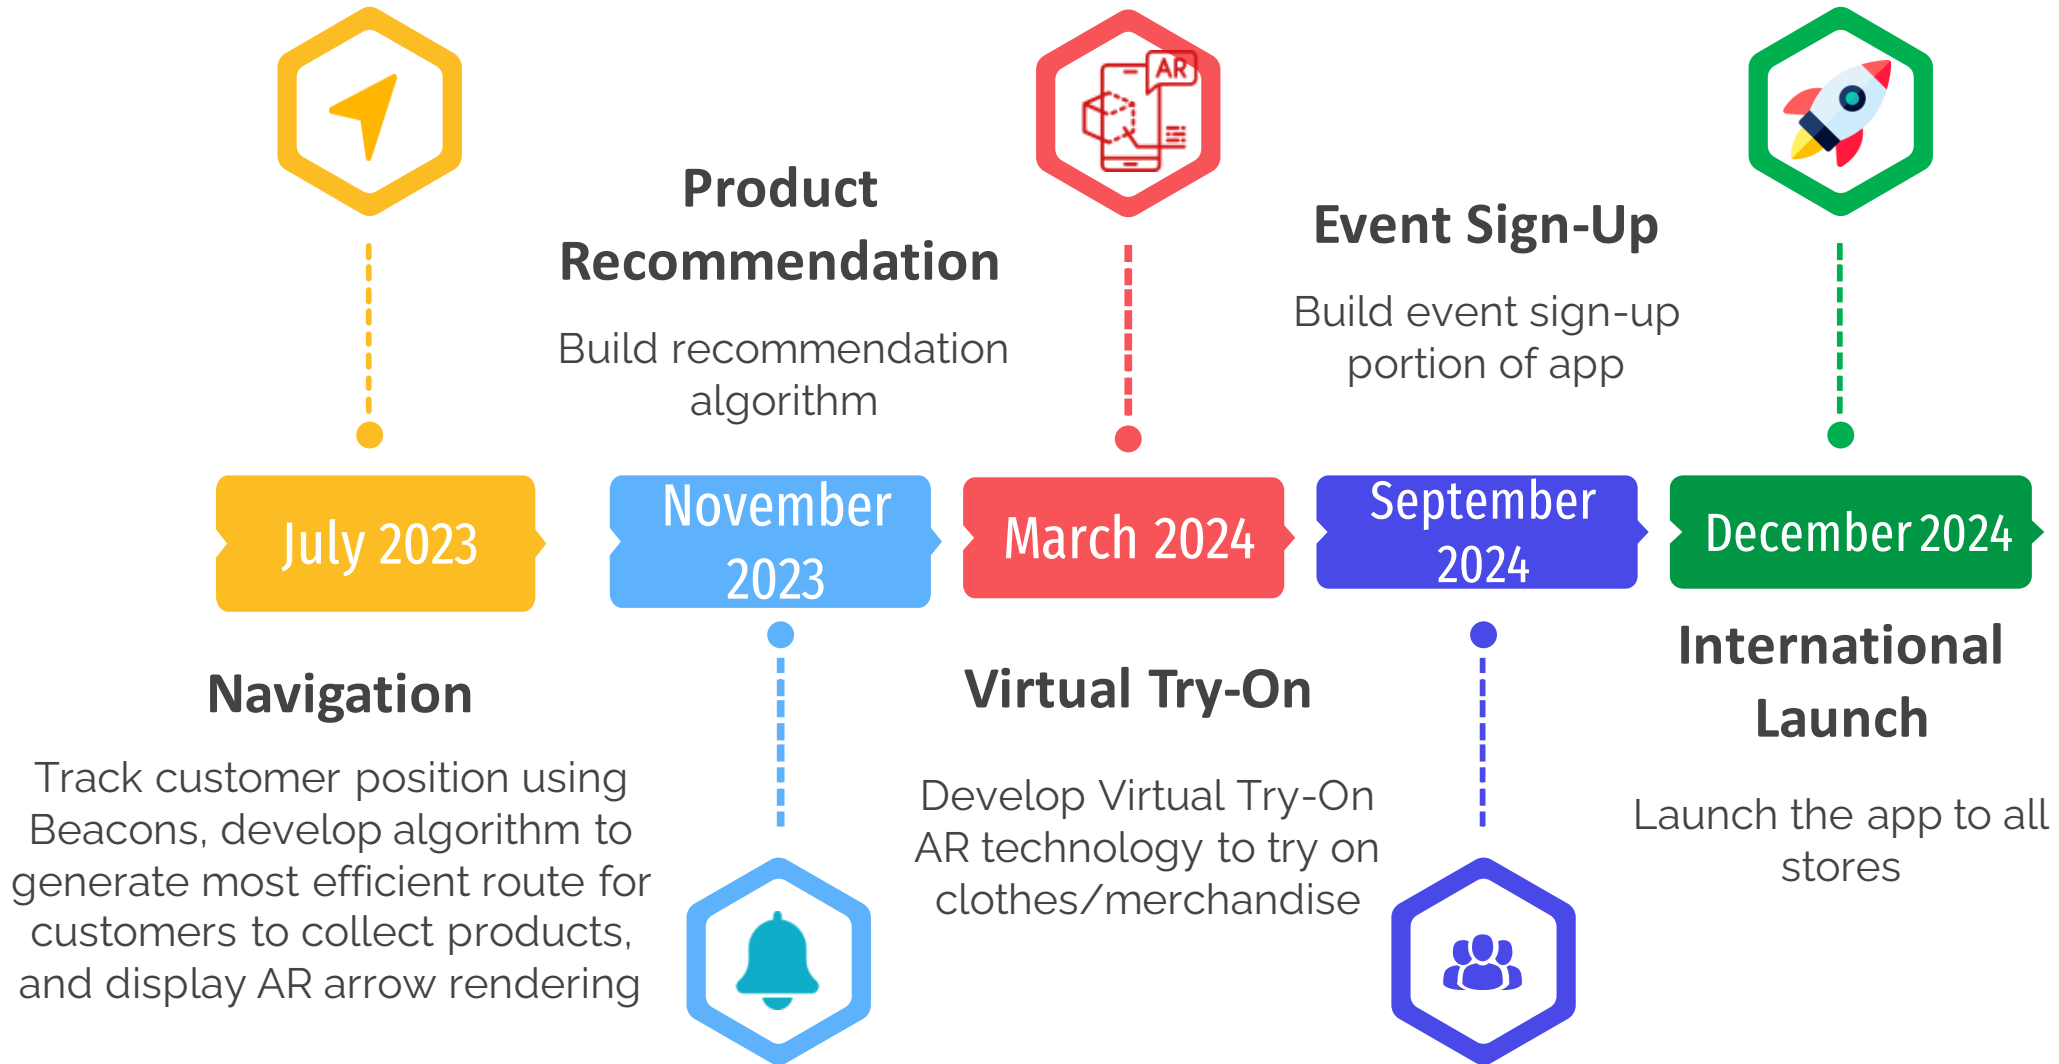 AR
Product
Recommendation
Build recommendation
algorithm
Event Sign-Up
Build event sign-up
portion of app
July 2023
November
2023
March 2024
September
2024
December 2024
Navigation
Track customer position using
Beacons, develop algorithm to
generate most efficient route for
customers to collect products,
and display AR arrow rendering
Virtual Try-On
Develop Virtual Try-On
AR technology to try on
clothes/merchandise
International
Launch
Launch the app to all
stores